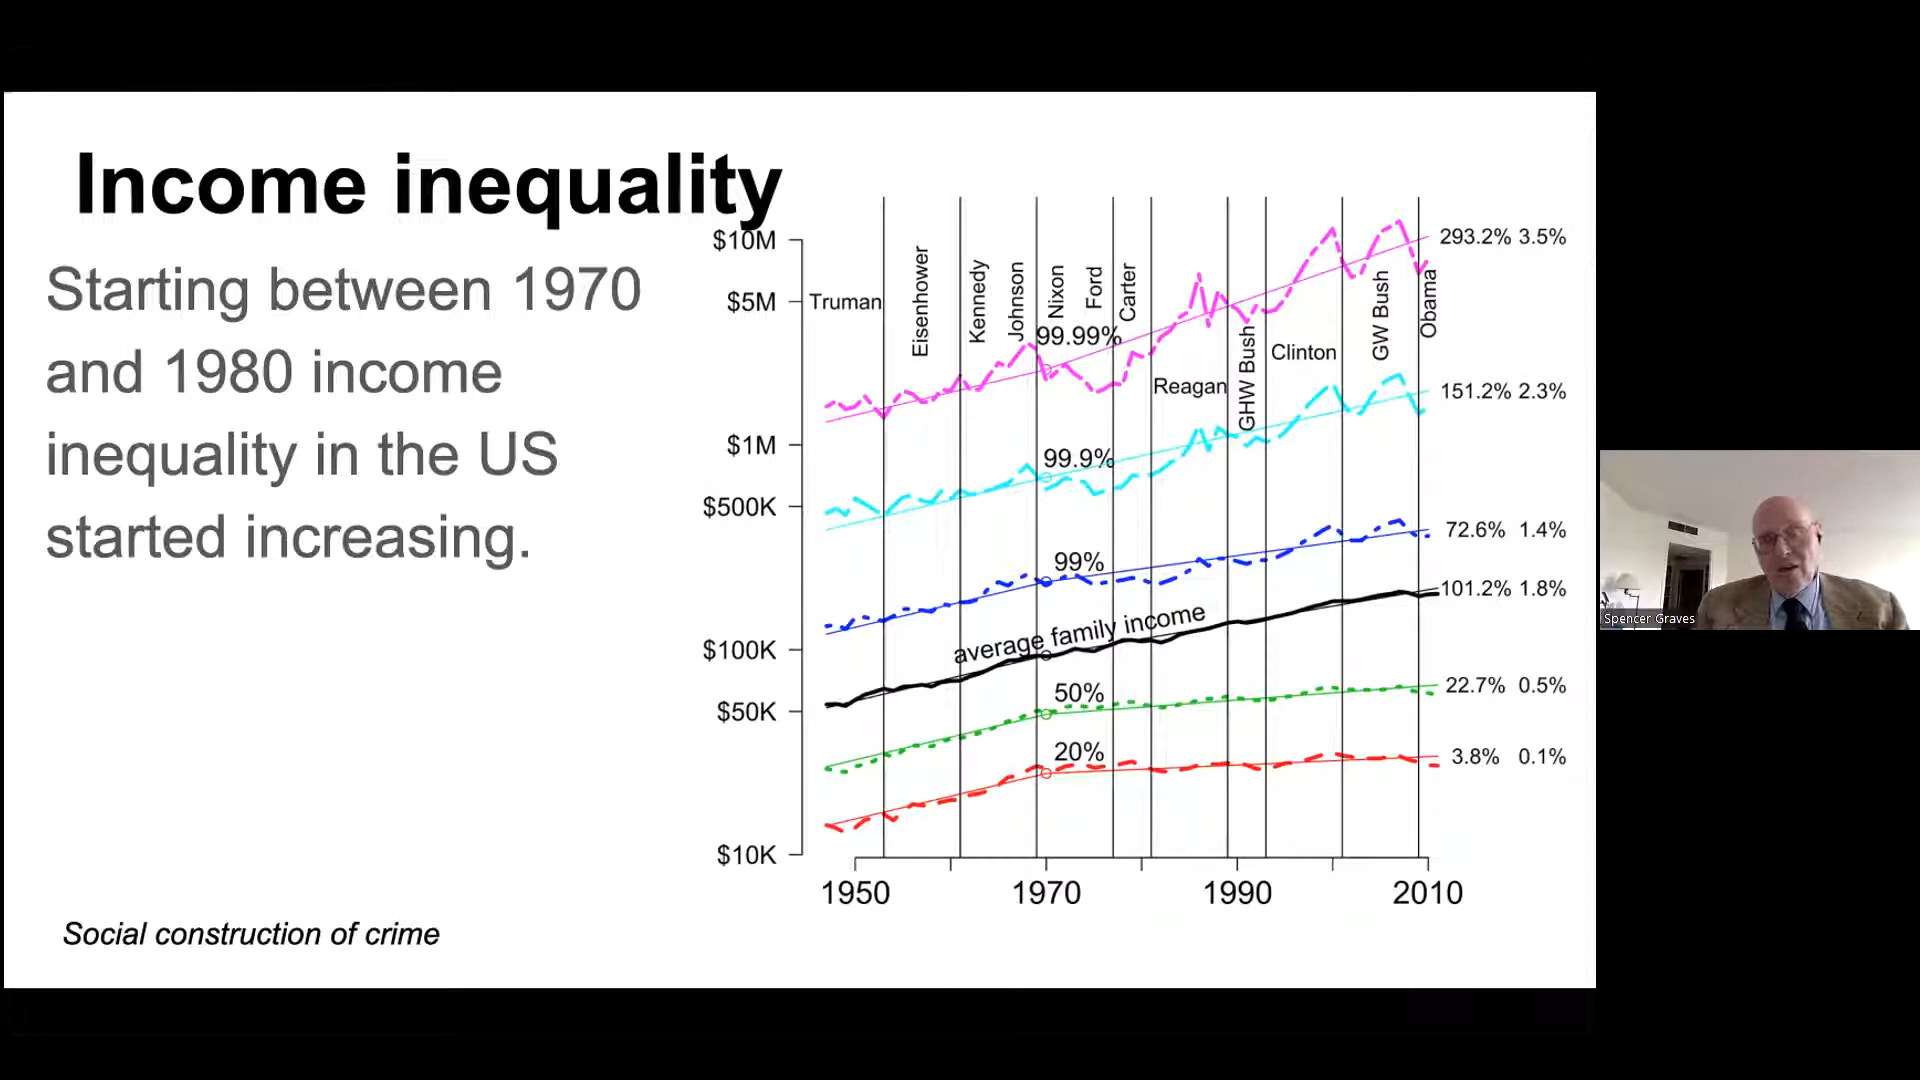 Income inequality
Starting between 1970
and 1980 income
inequality in the US
started increasing.
Social construction of crime
$10M
$5M
$1M
$500K
$100K
$50K
$10K
Truman
Eisenhower
Kennedy
Johnson
Nixon
Ford
Carter
Reagan
GHW Bush
Clinton
GW Bush
Obama
99.99%
99.9%
99%
average family income
50%
20%
293.2% 3.5%
151.2% 2.3%
72.6% 1.4%
101.2% 1.8%
22.7% 0.5%
3.8% 0.1%
1950 1970 1990 2010
Spencer Graves